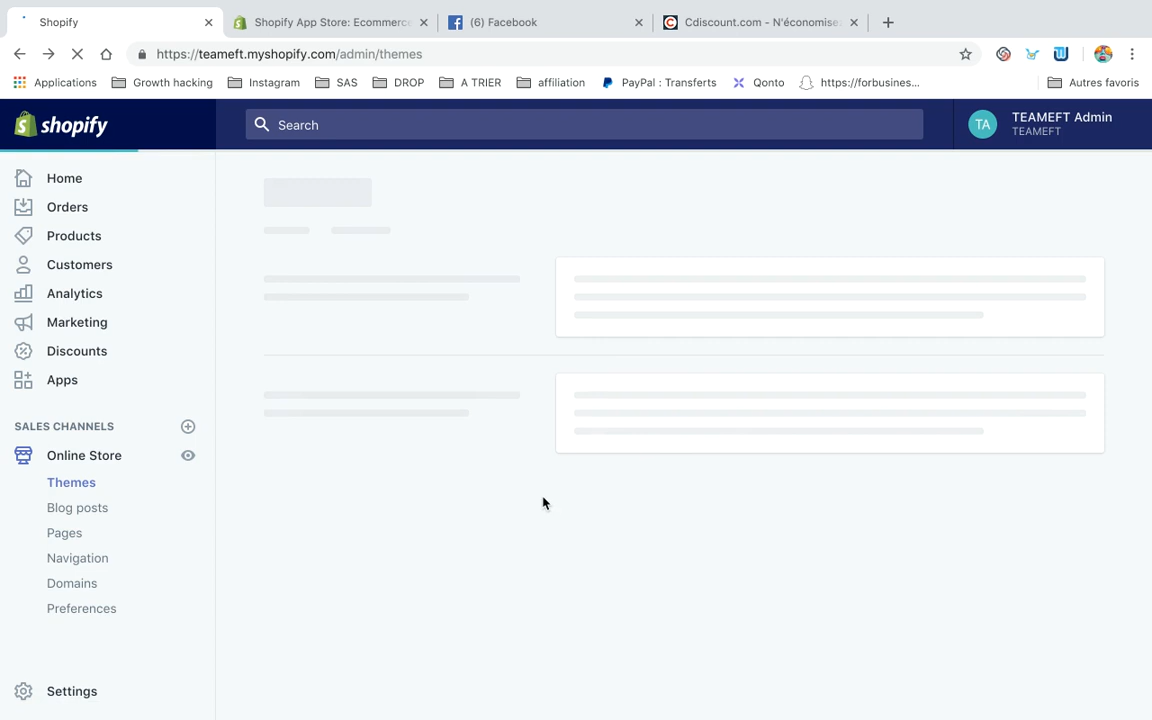 Shopify
Shopify App Store: Ecommerce
(6) Facebook
Cdiscount.com - N'économise
https://teameft.myshopify.com/admin/themes
Applications
Growth hacking
Instagram
SAS
DROP
A TRIER
affiliation
PayPal : Transferts
Qonto
https://forbusines...
Autres favoris
shopify
Search
TA
TEAMEFT Admin
TEAMEFT
Home
Orders
Products
Customers
Analytics
Marketing
Discounts
Apps
SALES CHANNELS
Online Store
Themes
Blog posts
Pages
Navigation
Domains
Preferences
Settings